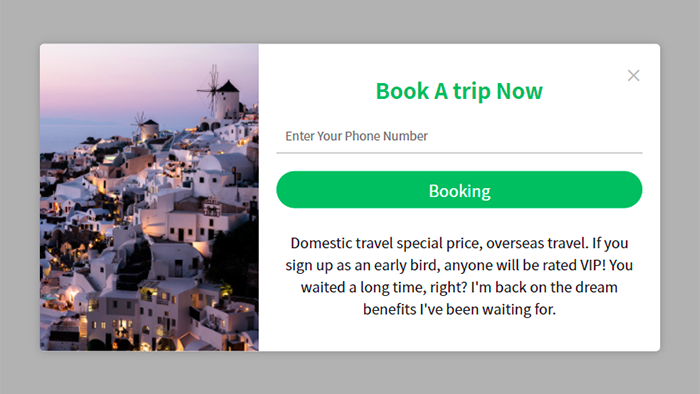 Book A trip Now
Enter Your Phone Number
Booking
Domestic travel special price, overseas travel. If you
sign up as an early bird, anyone will be rated VIP! You
waited a long time, right? I'm back on the dream
benefits I've been waiting for.